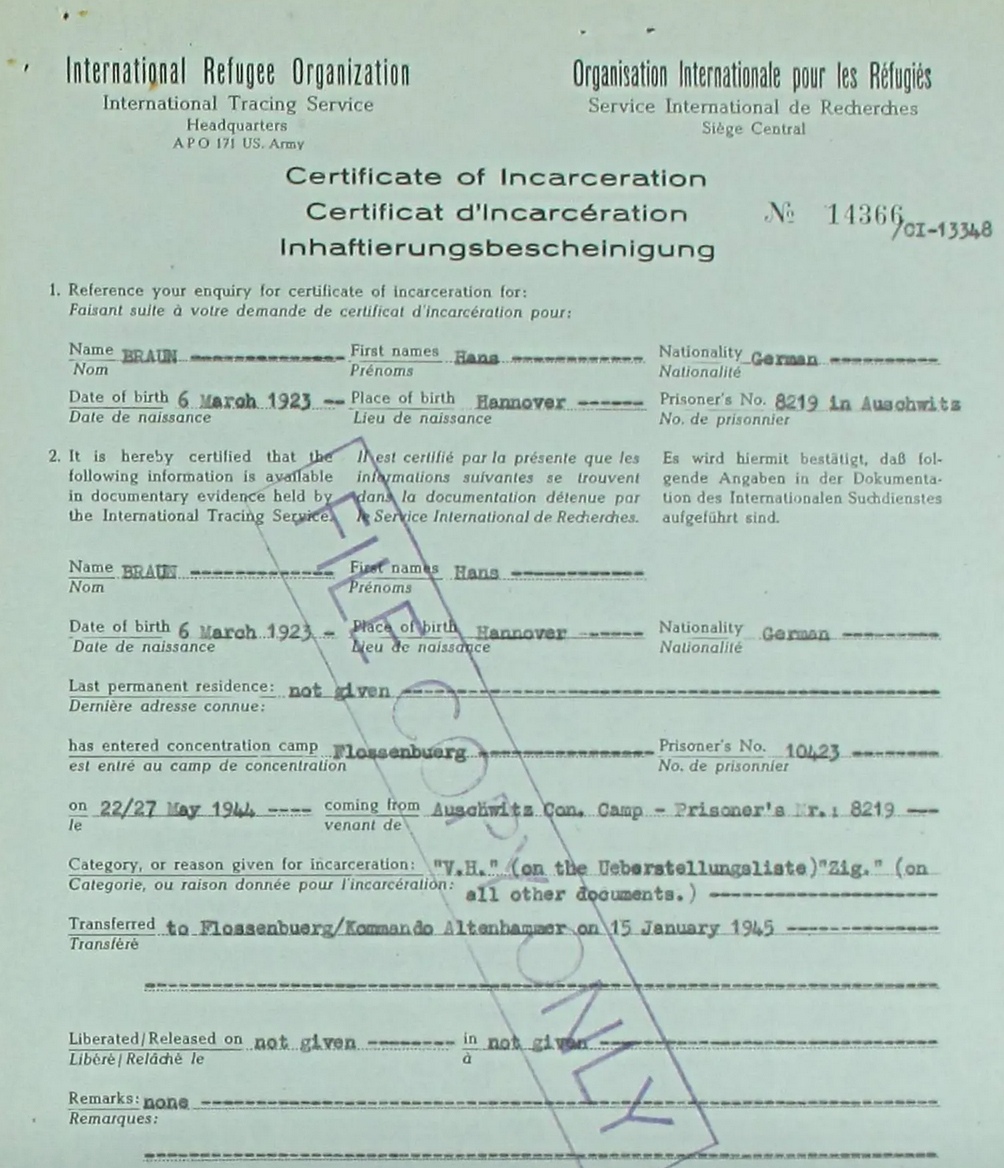 International Refugee Organization
International Tracing Service
Headquarters
APO 171 US. Army
Organisation Internationale pour les Réfugiés
Service International de Recherches
Siège Central
Certificate of Incarceration
Certificat d'Incarcération
Inhaftierungsbescheinigung
№ 14366/CI-13348
1. Reference your enquiry for certificate of incarceration for:
Faisant suite à votre demande de certificat d'incarcération pour:
Name BRAUN First names Hans Nationality German
Nom Prénoms Nationalité
Date of birth 6 March 1923 -- Place of birth Hannover ------ Prisoner's No. 8219 in Auschwitz
Date de naissance Lieu de naissance No. de prisonnier
2. It is hereby certified that the
following information is available
in documentary evidence held by
the International Tracing Service.
Il est certifié par la présente que les
informations suivantes se trouvent
dans la documentation détenue par
le Service International de Recherches.
Es wird hiermit bestätigt, daß fol-
gende Angaben in der Dokumenta-
tion des Internationalen Suchdienstes
aufgeführt sind.
Name BRAUN First names Hans
Nom Prénoms
Date of birth 6 March 1923 - Place of birth Hannover ------ Nationality German
Date de naissance Lieu de naissance Nationalité
Last permanent residence: not given
Dernière adresse connue:
has entered concentration camp Flossenbuerg Prisoner's No. 10423
est entré au camp de concentration No. de prisonnier
on 22/27 May 1944 ---- coming from Auschwitz Con. Camp - Prisoner's Nr.: 8219 ---
le venant de
Category, or reason given for incarceration: "V.H." (on the Ueberstellungsliste)"Zig." (on
Categorie, ou raison donnée pour l'incarcération: all other documents.)
Transferred to Flossenbuerg/Kommando Altenhammer on 15 January 1945
Transféré
Liberated/Released on not given -------- in not given
Libéré/Relâché le à
Remarks: none
Remarques:
FILE COPY ONLY